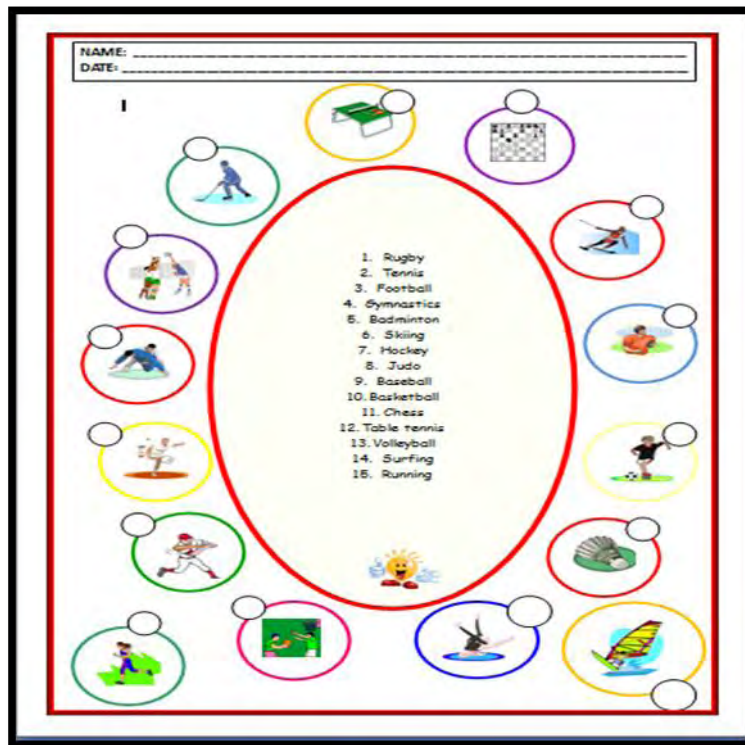 NAME:
DATE:
1. Rugby
2. Tennis
3. Football
4. Gymnastics
5. Badminton
6. Skiing
7. Hockey
8. Judo
9. Baseball
10. Basketball
11. Chess
12. Table tennis
13. Volleyball
14. Surfing
15. Running